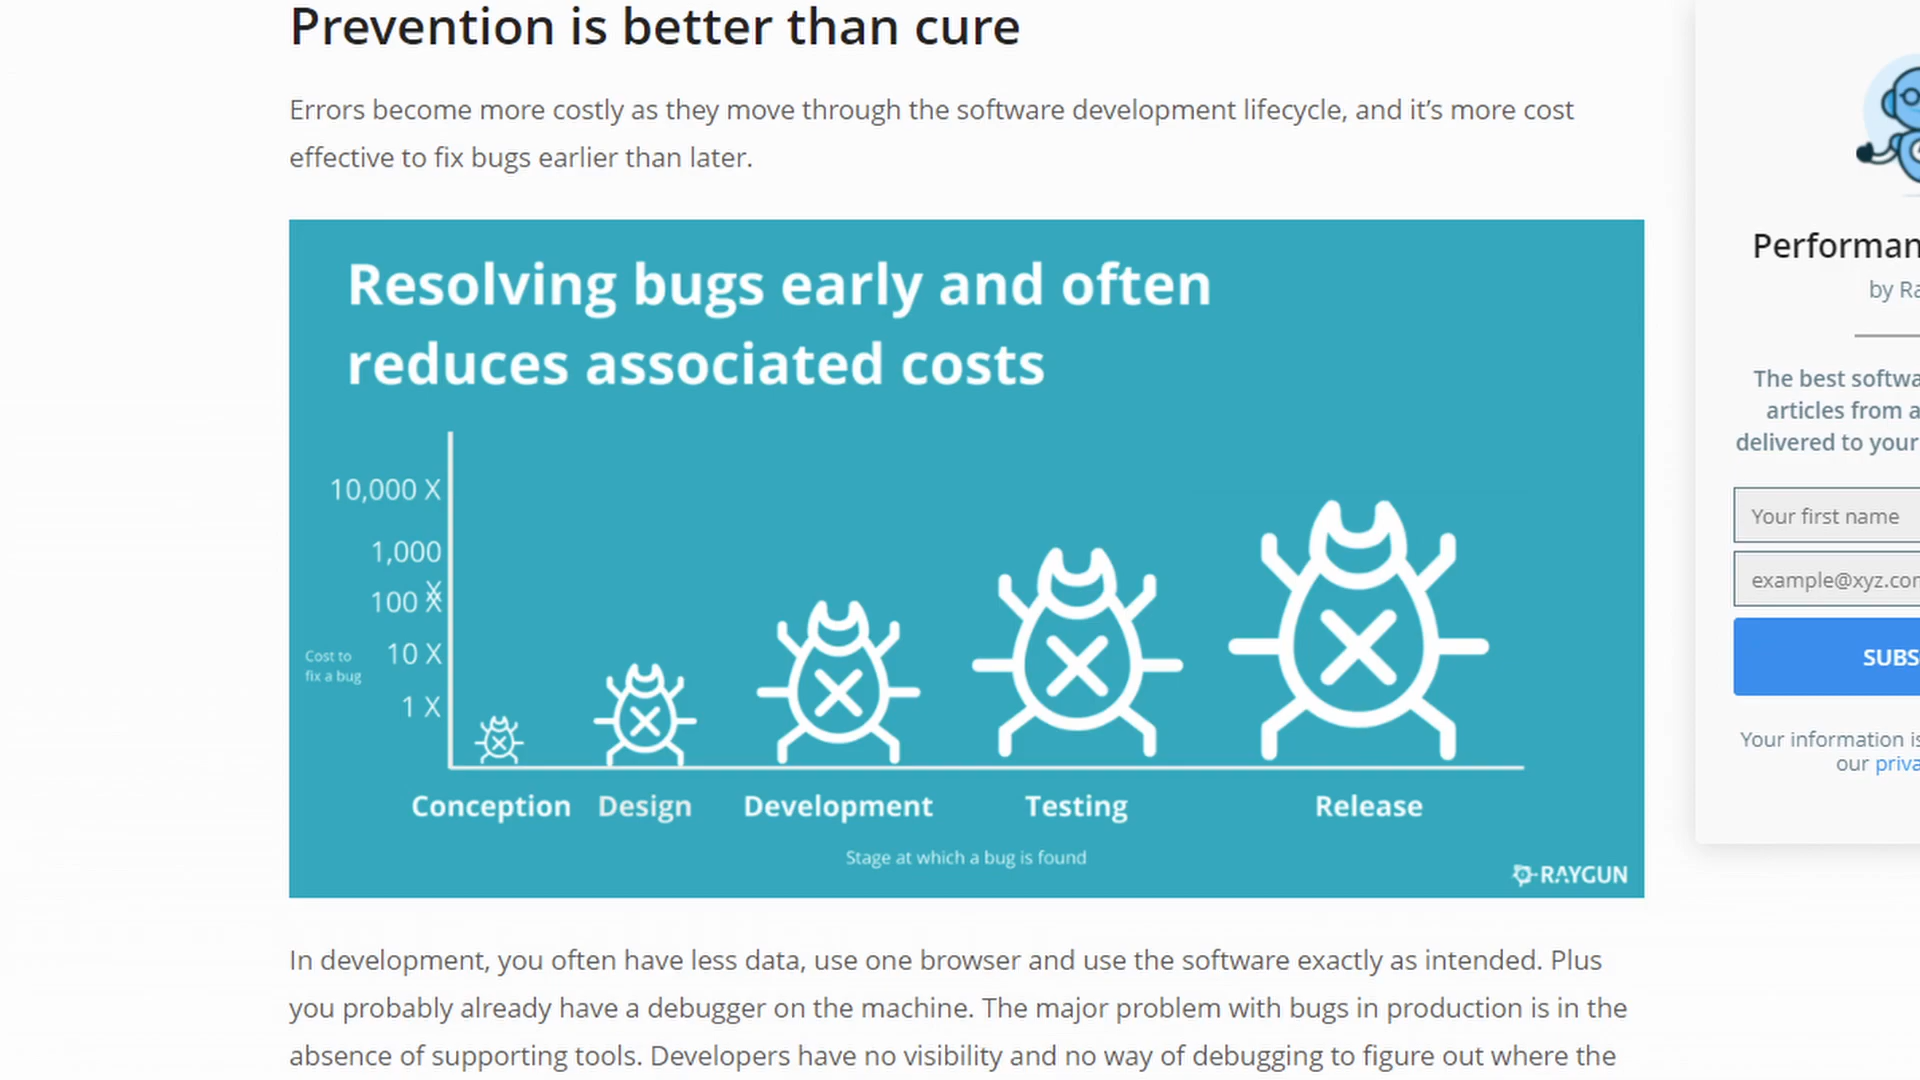 Prevention is better than cure
Errors become more costly as they move through the software development lifecycle, and it’s more cost
effective to fix bugs earlier than later.
Resolving bugs early and often
reduces associated costs
10,000 X
1,000
X
100 X
10 X
1 X
Cost to
fix a bug
Conception Design Development Testing Release
Stage at which a bug is found
RAYGUN
In development, you often have less data, use one browser and use the software exactly as intended. Plus
you probably already have a debugger on the machine. The major problem with bugs in production is in the
absence of supporting tools. Developers have no visibility and no way of debugging to figure out where the
Performan
by Ra
The best softwa
articles from a
delivered to your
Your first name
example@xyz.con
SUBS
Your information is
our priva